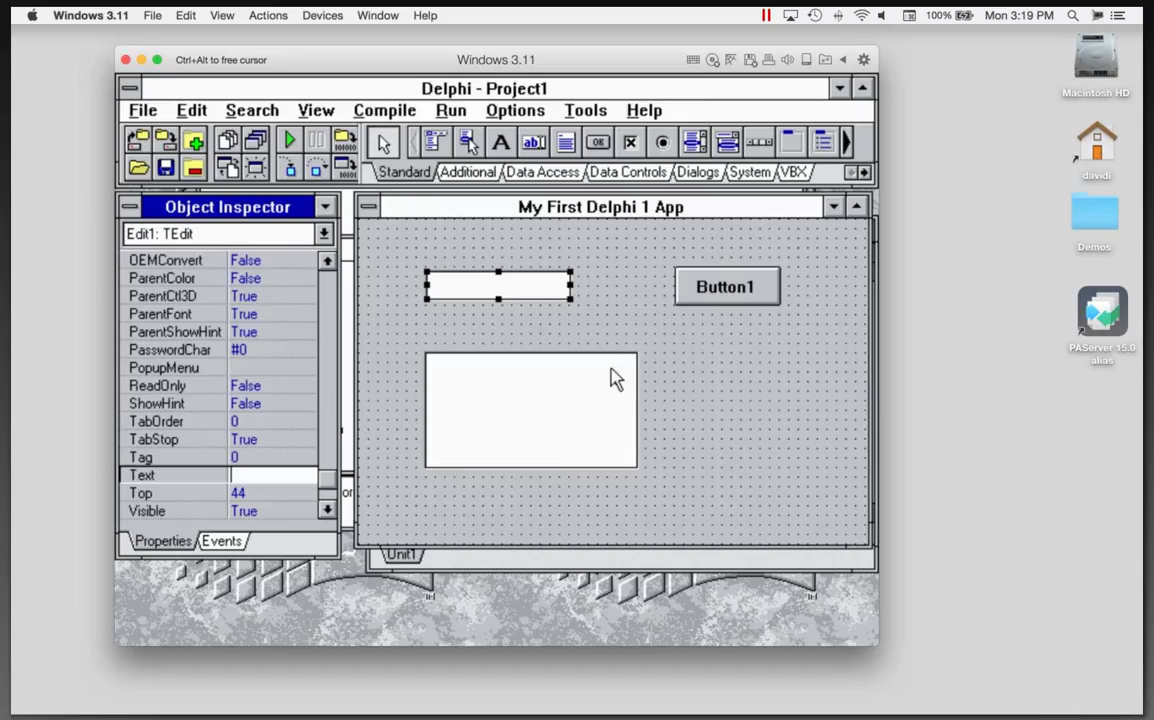 Windows 3.11 File Edit View Actions Devices Window Help 100% Mon 3:19 PM
Macintosh HD
davidi
Demos
PAServer 15.0
alias
Ctrl+Alt to free cursor Windows 3.11
Delphi - Project1
File Edit Search View Compile Run Options Tools Help
A ab OK
Standard Additional Data Access Data Controls Dialogs System VBX
Object Inspector
Edit1: TEdit
OEMConvert False
ParentColor False
ParentCtl3D True
ParentFont True
ParentShowHint True
PasswordChar #0
PopupMenu
ReadOnly False
ShowHint False
TabOrder 0
TabStop True
Tag 0
Text
Top 44
Visible True
Properties Events
My First Delphi 1 App
Button1
or
Unit1